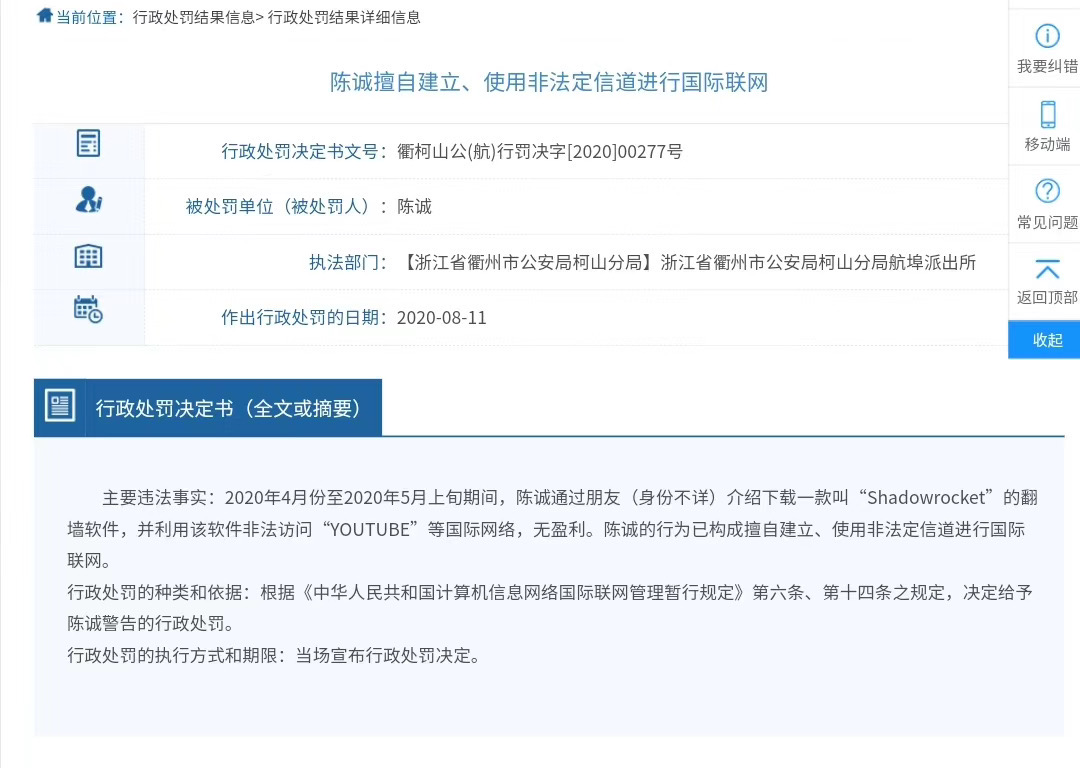 当前位置：行政处罚结果信息> 行政处罚结果详细信息
陈诚擅自建立、使用非法定信道进行国际联网
行政处罚决定书文号：衢柯山公(航)行罚决字[2020]00277号
被处罚单位（被处罚人）：陈诚
执法部门：【浙江省衢州市公安局柯山分局】浙江省衢州市公安局柯山分局航埠派出所
作出行政处罚的日期：2020-08-11
行政处罚决定书（全文或摘要）
主要违法事实：2020年4月份至2020年5月上旬期间，陈诚通过朋友（身份不详）介绍下载一款叫“Shadowrocket”的翻
墙软件，并利用该软件非法访问“YOUTUBE”等国际网络，无盈利。陈诚的行为已构成擅自建立、使用非法定信道进行国际
联网。
行政处罚的种类和依据：根据《中华人民共和国计算机信息网络国际联网管理暂行规定》第六条、第十四条之规定，决定给予
陈诚警告的行政处罚。
行政处罚的执行方式和期限：当场宣布行政处罚决定。
我要纠错
移动端
常见问题
返回顶部
收起